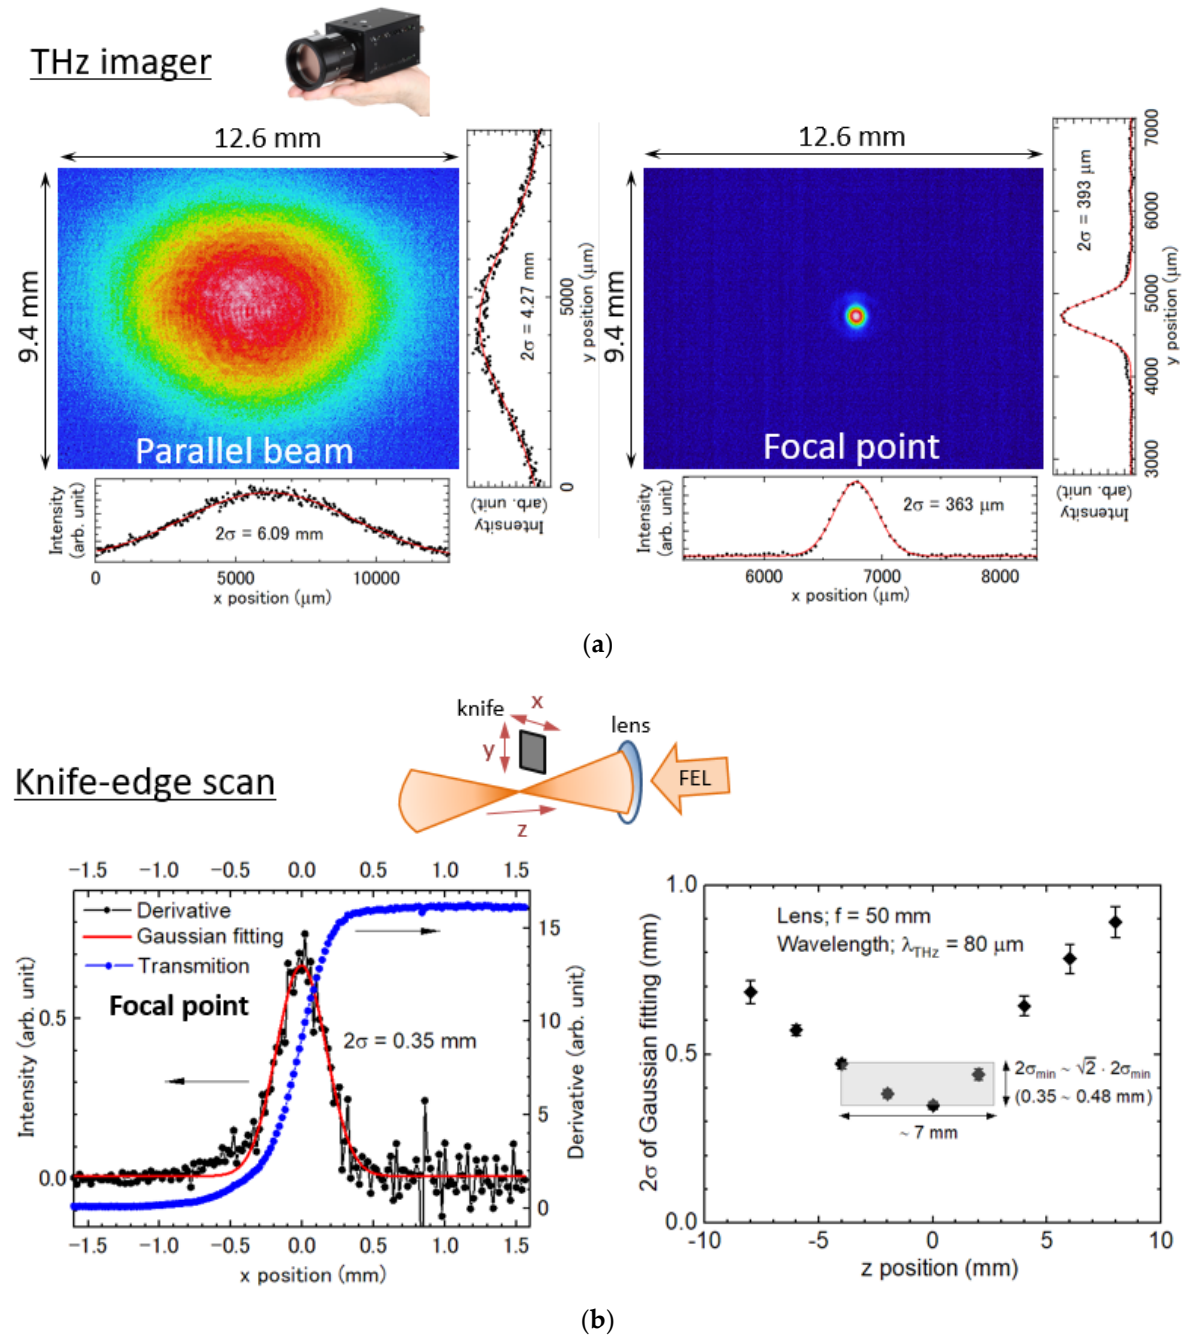 THz imager
12.6 mm
9.4 mm
Parallel beam
2σ = 4.27 mm
0
5000
y position (μm)
Intensity
(arb. unit)
Intensity
(arb. unit)
2σ = 6.09 mm
0 5000 10000
x position (μm)
12.6 mm
9.4 mm
Focal point
2σ = 393 μm
3000 4000 5000 6000 7000
y position (μm)
Intensity
(arb. unit)
Intensity
(arb. unit)
2σ = 363 μm
6000 7000 8000
x position (μm)
(a)
Knife-edge scan
knife
x
y
z
lens
FEL
−1.5 −1.0 −0.5 0.0 0.5 1.0 1.5
Derivative
Gaussian fitting
Transmition
Focal point
2σ = 0.35 mm
Intensity (arb. unit)
0.5
0.0
Derivative (arb. unit)
15
10
5
0
−1.5 −1.0 −0.5 0.0 0.5 1.0 1.5
x position (mm)
Lens; f = 50 mm
Wavelength; λTHz = 80 μm
2σmin ~ √2 · 2σmin
(0.35 ~ 0.48 mm)
~ 7 mm
2σ of Gaussian fitting (mm)
1.0
0.5
0.0
-10 -5 0 5 10
z position (mm)
(b)